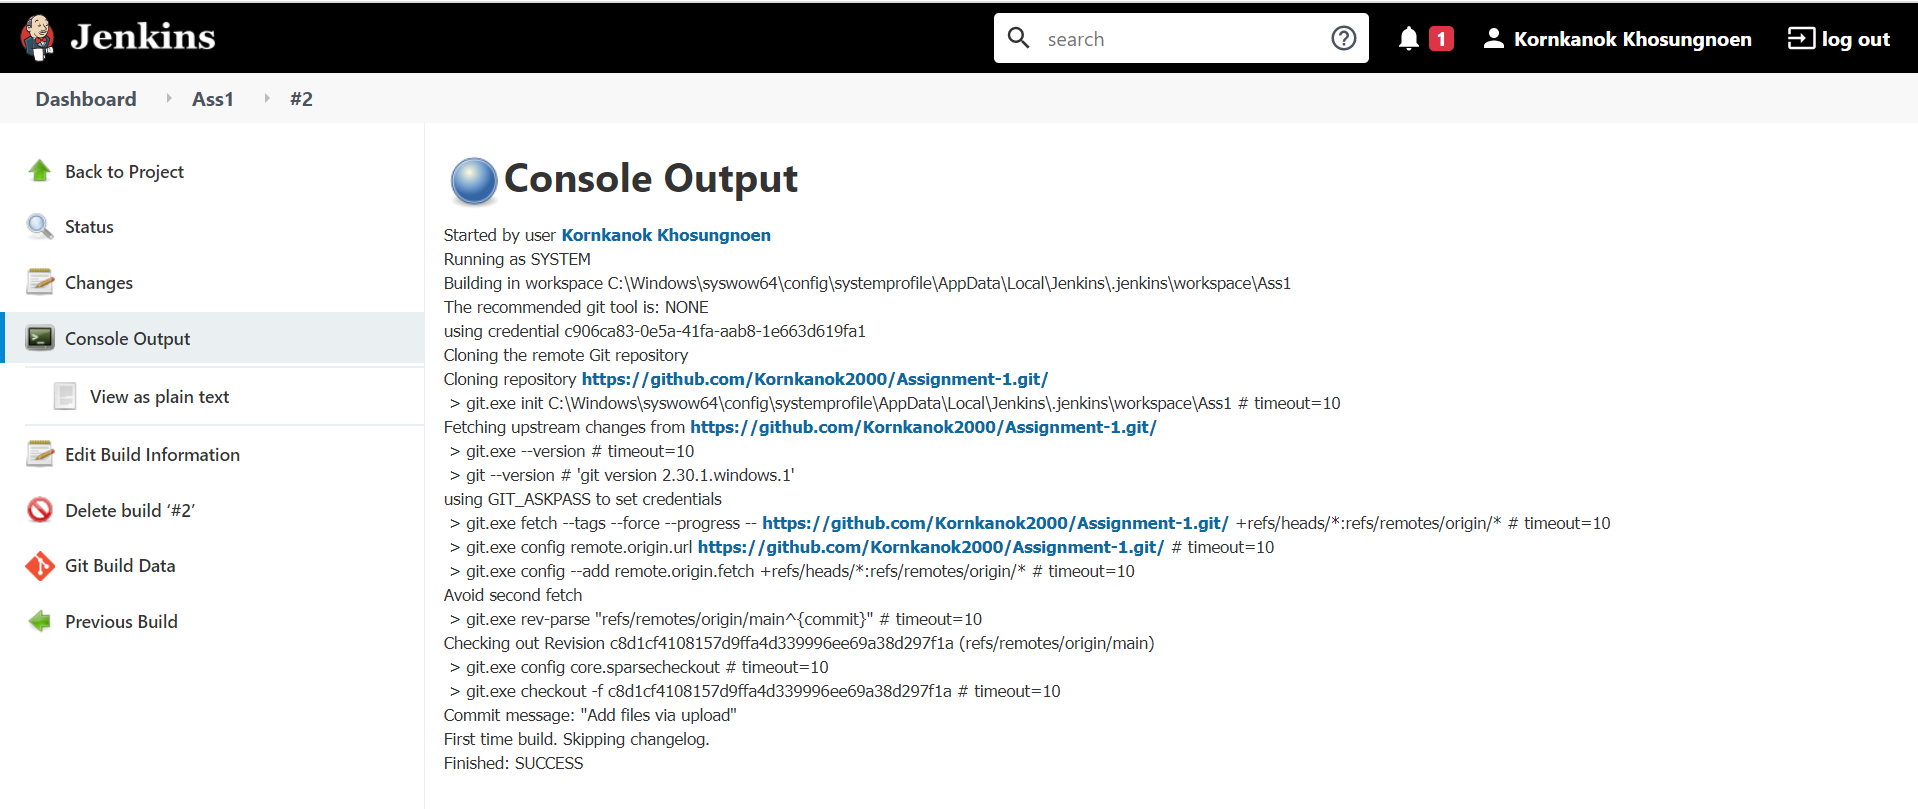 Jenkins
search
1
Kornkanok Khosungnoen
log out
Dashboard Ass1 #2
Back to Project
Status
Changes
Console Output
View as plain text
Edit Build Information
Delete build ‘#2’
Git Build Data
Previous Build
Console Output
Started by user Kornkanok Khosungnoen
Running as SYSTEM
Building in workspace C:\Windows\syswow64\config\systemprofile\AppData\Local\Jenkins\.jenkins\workspace\Ass1
The recommended git tool is: NONE
using credential c906ca83-0e5a-41fa-aab8-1e663d619fa1
Cloning the remote Git repository
Cloning repository https://github.com/Kornkanok2000/Assignment-1.git/
> git.exe init C:\Windows\syswow64\config\systemprofile\AppData\Local\Jenkins\.jenkins\workspace\Ass1 # timeout=10
Fetching upstream changes from https://github.com/Kornkanok2000/Assignment-1.git/
> git.exe --version # timeout=10
> git --version # 'git version 2.30.1.windows.1'
using GIT_ASKPASS to set credentials
> git.exe fetch --tags --force --progress -- https://github.com/Kornkanok2000/Assignment-1.git/ +refs/heads/*:refs/remotes/origin/* # timeout=10
> git.exe config remote.origin.url https://github.com/Kornkanok2000/Assignment-1.git/ # timeout=10
> git.exe config --add remote.origin.fetch +refs/heads/*:refs/remotes/origin/* # timeout=10
Avoid second fetch
> git.exe rev-parse "refs/remotes/origin/main^{commit}" # timeout=10
Checking out Revision c8d1cf4108157d9ffa4d339996ee69a38d297f1a (refs/remotes/origin/main)
> git.exe config core.sparsecheckout # timeout=10
> git.exe checkout -f c8d1cf4108157d9ffa4d339996ee69a38d297f1a # timeout=10
Commit message: "Add files via upload"
First time build. Skipping changelog.
Finished: SUCCESS